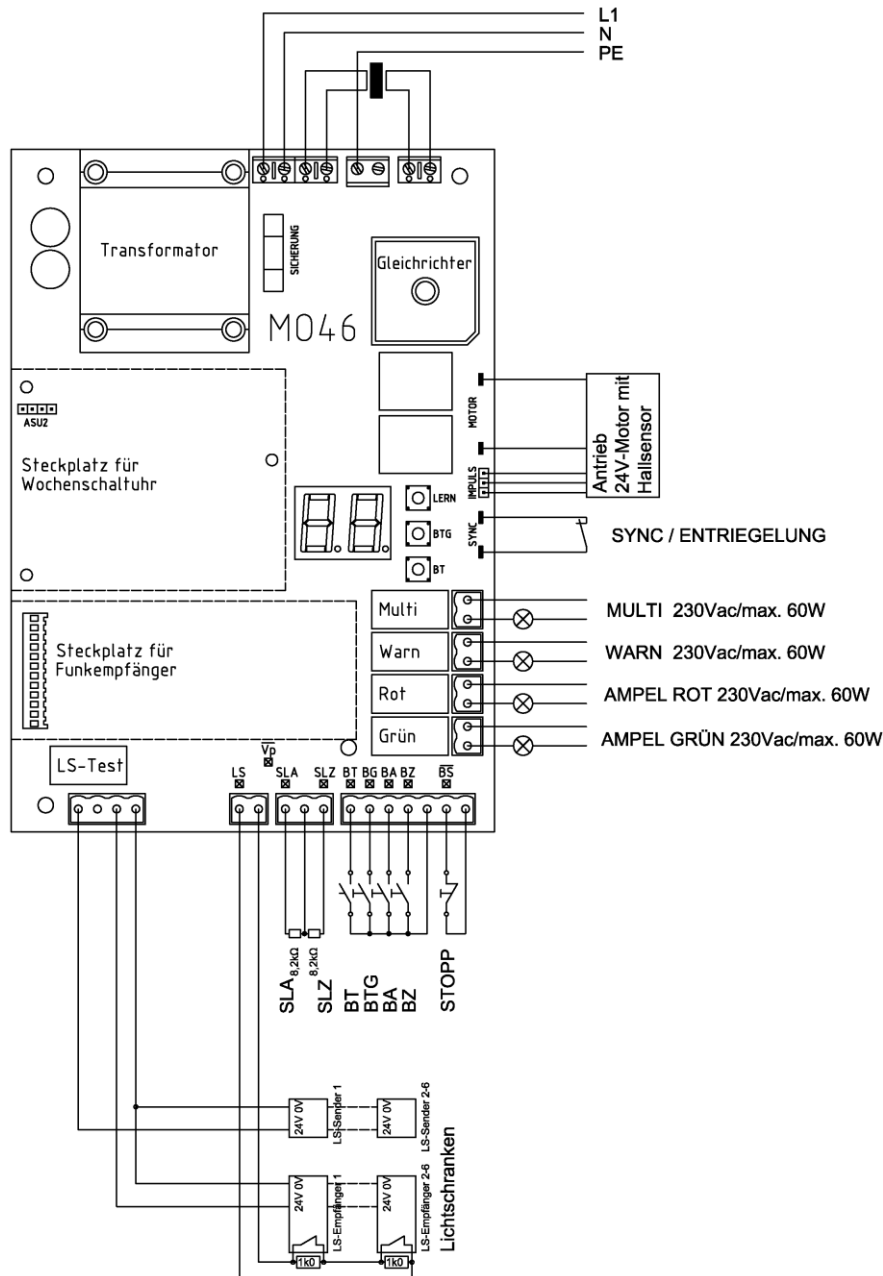 L1
N
PE
Transformator
SICHERUNG
Gleichrichter
M046
MOTOR
Antrieb
24V-Motor mit
Hallsensor
ASU2
Steckplatz für
Wochenschaltuhr
IMPULS
LERN
BTG
BT
SYNC
SYNC / ENTRIEGELUNG
Multi
MULTI 230Vac/max. 60W
Steckplatz für
Funkempfänger
Warn
WARN 230Vac/max. 60W
Rot
AMPEL ROT 230Vac/max. 60W
Grün
AMPEL GRÜN 230Vac/max. 60W
Vp
LS-Test
LS
SLA
SLZ
BT
BG
BA
BZ
BS
8,2kΩ
8,2kΩ
SLA
SLZ
BT
BTG
BA
BZ
STOPP
24V 0V
LS-Sender 1
24V 0V
LS-Sender 2-6
24V 0V
LS-Empfänger 1
24V 0V
LS-Empfänger 2-6
Lichtschranken
1k0
1k0